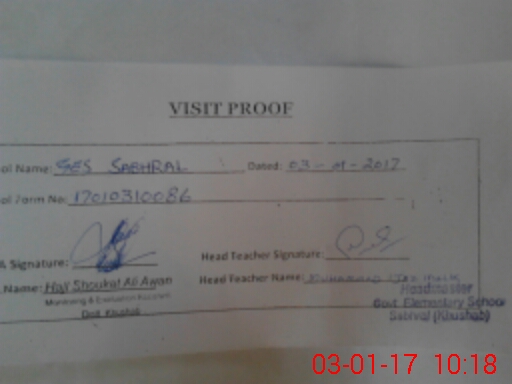 VISIT PROOF
ol Name: GES SABHRAL Dated: 03-01-2017
ol Form No: 17010310086
& Signature: Head Teacher Signature:
Name: Haji Shoukat Ali Awan Head Teacher Name: Muhammad
Monitoring & Evaluation Assistant Headmaster
Distt. Khushab Govt. Elementary School
(Khushab)
03-01-17 10:18